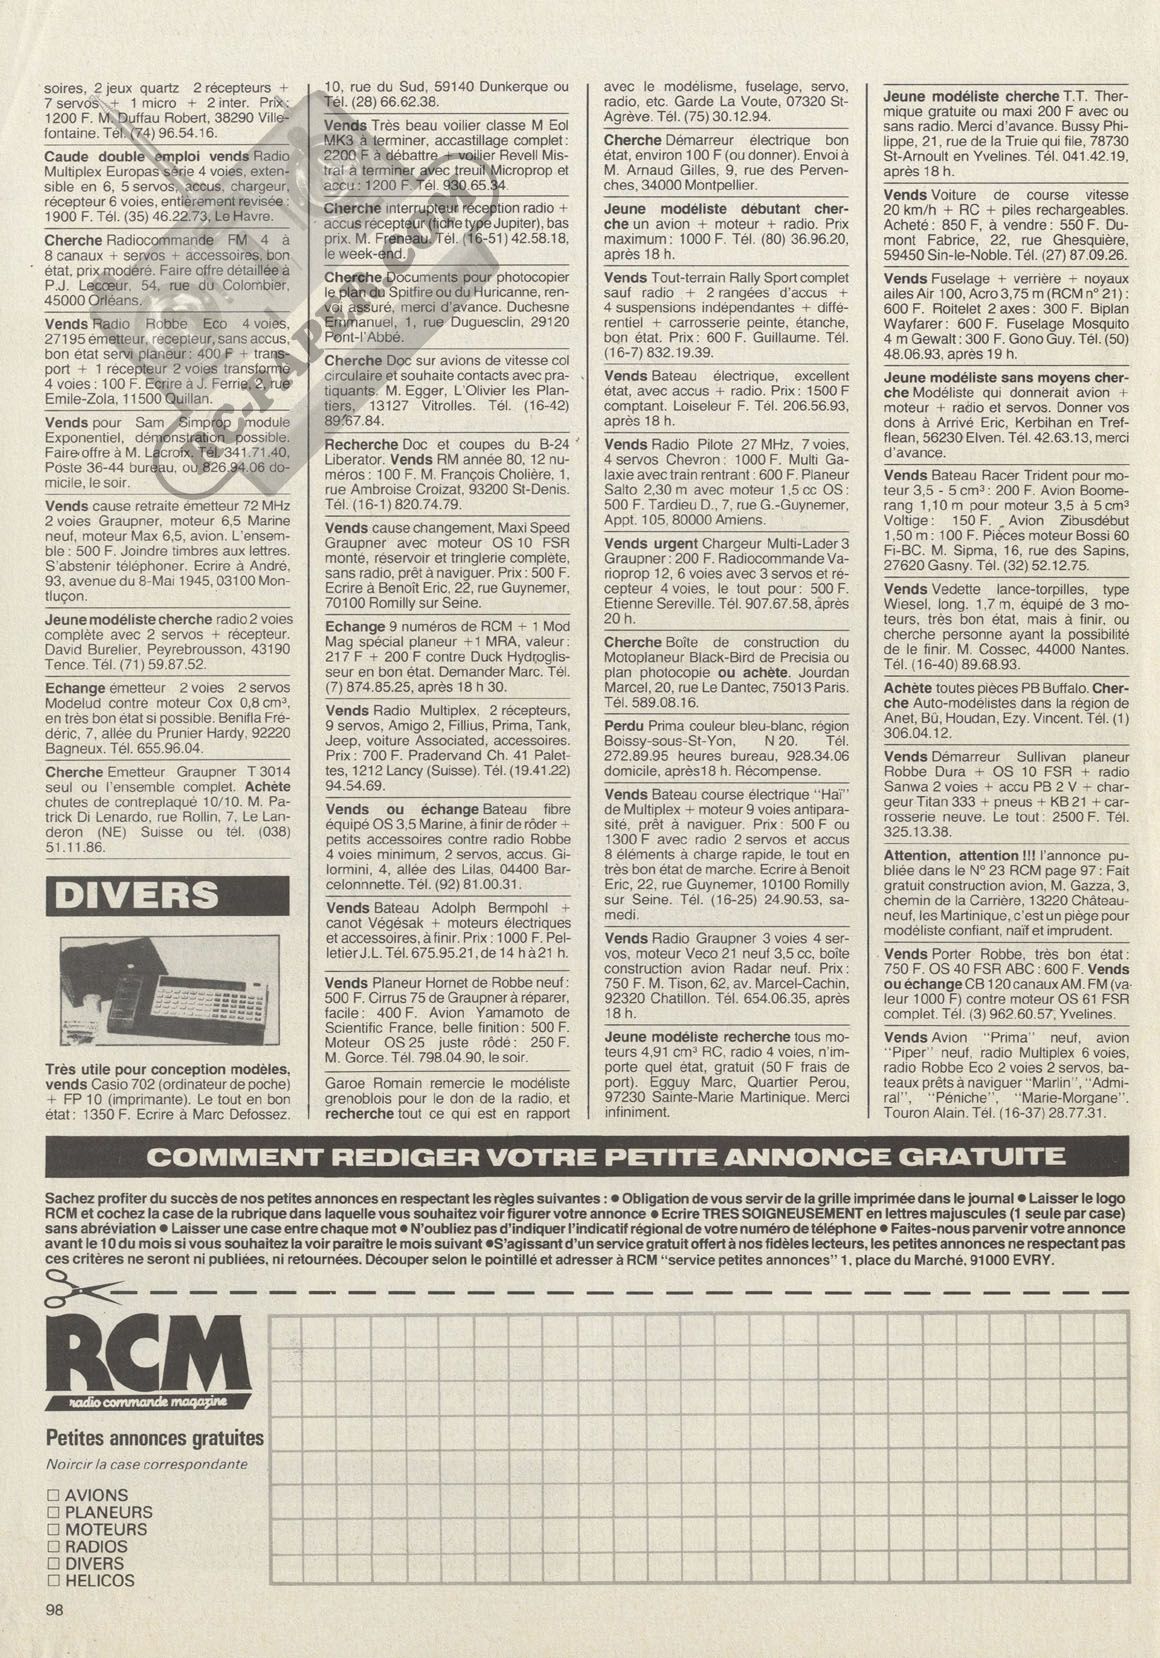 soires, 2 jeux quartz 2 récepteurs +
7 servos + 1 micro + 2 inter. Prix :
1200 F. M. Duffau Robert, 38290 Ville-
fontaine. Tél. (74) 96.54.16.
Caude double emploi vends Radio
Multiplex Europas série 4 voies, exten-
sible en 6, 5 servos, accus, chargeur,
récepteur 6 voies, entièrement revisée :
1900 F. Tél. (35) 46.22.73, Le Havre.
Cherche Radiocommande FM 4 à
8 canaux + servos + accessoires, bon
état, prix modéré. Faire offre détaillée à
P.J. Lecœur, 54, rue du Colombier,
45000 Orléans.
Vends Radio Robbe Eco 4 voies,
27195 émetteur, récepteur, sans accus,
bon état servi planeur : 400 F + trans-
port + 1 récepteur 2 voies transformé
4 voies : 100 F. Ecrire à J. Ferrie, 2, rue
Emile-Zola, 11500 Quillan.
Vends pour Sam Simprop module
Exponentiel, démonstation possible.
Faire offre à M. Lacroix. Tél. 341.71.40,
Poste 36-44 bureau, ou 826.94.06 do-
micile, le soir.
Vends cause retraite émetteur 72 MHz
2 voies Graupner, moteur 6,5 Marine
neuf, moteur Max 6,5, avion. L'ensem-
ble : 500 F. Joindre timbres aux lettres.
S'abstenir téléphoner. Ecrire à André,
93, avenue du 8-Mai 1945, 03100 Mon-
tluçon.
Jeune modéliste cherche radio 2 voies
complète avec 2 servos + récepteur.
David Burelier, Peyrebrousson, 43190
Tence. Tél. (71) 59.87.52.
Echange émetteur 2 voies 2 servos
Modelud contre moteur Cox 0,8 cm³,
en très bon état si possible. Benifla Fré-
déric, 7, allée du Prunier Hardy, 92220
Bagneux. Tél. 655.96.04.
Cherche Emetteur Graupner T 3014
seul ou l'ensemble complet. Achète
chutes de contreplaqué 10/10. M. Pa-
trick Di Lenardo, rue Rollin, 7, Le Lan-
deron (NE) Suisse ou tél. (038)
51.11.86.
DIVERS
Très utile pour conception modèles,
vends Casio 702 (ordinateur de poche)
+ FP 10 (imprimante). Le tout en bon
état : 1350 F. Ecrire à Marc Defossez.
10, rue du Sud, 59140 Dunkerque ou
Tél. (28) 66.62.38.
Vends Très beau voilier classe M Eol
MK3 à terminer, accastillage complet :
2200 F à débattre, voilier Revell Mis-
tral à terminer avec treuil Microprop et
accu : 1200 F. Tél. 930.65.34
Cherche interrupteur réception radio +
accus récepteur (fiche type Jupiter), bas
prix. M. Freneau. Tél. (16-51) 42.58.18,
le week-end.
Cherche Documents pour photocopier
le plan du Spitfire ou du Huricanne, ren-
voi assuré, merci d'avance. Duchesne
Emmanuel, 1, rue Duguesclin, 29120
Pont-l'Abbé.
Cherche Doc sur avions de vitesse col
circulaire et souhaite contacts avec pra-
tiquants. M. Egger, L'Olivier les Plan-
tiers, 13127 Vitrolles. Tél. (16-42)
89.67.84.
Recherche Doc et coupes du B-24
Liberator. Vends RM année 80, 12 nu-
méros : 100 F. M. François Cholière, 1,
rue Ambroise Croizat, 93200 St-Denis.
Tél. (16-1) 820.74.79.
Vends cause changement, Maxi Speed
Graupner avec moteur OS 10 FSR
monté, réservoir et tringlerie complète,
sans radio, prêt à naviguer. Prix : 500 F.
Ecrire à Benoît Eric, 22, rue Guynemer,
70100 Romilly sur Seine.
Echange 9 numéros de RCM + 1 Mod
Mag spécial planeur +1 MRA, valeur :
217 F + 200 F contre Duck Hydroglis-
seur en bon état. Demander Marc. Tél.
(7) 874.85.25, après 18 h 30.
Vends Radio Multiplex, 2 récepteurs,
9 servos, Amigo 2, Fillius, Prima, Tank,
Jeep, voiture Associated, accessoires.
Prix : 700 F. Pradervand Ch. 41 Palet-
tes, 1212 Lancy (Suisse). Tél. (19.41.22)
94.54.69.
Vends ou échange Bateau fibre
équipé OS 3,5 Marine, à finir de rôder +
petits accessoires contre radio Robbe
4 voies minimum, 2 servos, accus. Gi-
lormini, 4, allée des Lilas, 04400 Bar-
celonnnette. Tél. (92) 81.00.31.
Vends Bateau Adolph Bermpohl +
canot Végésak + moteurs électriques
et accessoires, à finir. Prix : 1000 F. Pel-
letier J.L. Tél. 675.95.21, de 14 h à 21 h.
Vends Planeur Hornet de Robbe neuf :
500 F. Cirrus 75 de Graupner à réparer,
facile : 400 F. Avion Yamamoto de
Scientific France, belle finition : 500 F.
Moteur OS 25 juste rôdé : 250 F.
M. Gorce. Tél. 798.04.90, le soir.
Garoe Romain remercie le modéliste
grenoblois pour le don de la radio, et
recherche tout ce qui est en rapport
avec le modélisme, fuselage, servo,
radio, etc. Garde La Voute, 07320 St-
Agrève. Tél. (75) 30.12.94.
Cherche Démarreur électrique bon
état, environ 100 F (ou donner). Envoi à
M. Arnaud Gilles, 9, rue des Perven-
ches, 34000 Montpellier.
Jeune modéliste débutant cher-
che un avion + moteur + radio. Prix
maximum : 1000 F. Tél. (80) 36.96.20,
après 18 h.
Vends Tout-terrain Rally Sport complet
sauf radio + 2 rangées d'accus +
4 suspensions indépendantes + diffé-
rentiel + carrosserie peinte, étanche,
bon état. Prix : 600 F. Guillaume. Tél.
(16-7) 832.19.39.
Vends Bateau électrique, excellent
état, avec accus + radio. Prix : 1500 F
comptant. Loiseleur F. Tél. 206.56.93,
après 18 h.
Vends Radio Pilote 27 MHz, 7 voies,
4 servos Chevron : 1000 F. Multi Ga-
laxie avec train rentrant : 600 F. Planeur
Salto 2,30 m avec moteur 1,5 cc OS :
500 F. Tardieu D., 7, rue G.-Guynemer,
Appt. 105, 80000 Amiens.
Vends urgent Chargeur Multi-Lader 3
Graupner : 200 F. Radiocommande Va-
rioprop 12, 6 voies avec 3 servos et ré-
cepteur 4 voies, le tout pour : 500 F.
Etienne Sereville. Tél. 907.67.58, après
20 h.
Cherche Boîte de construction du
Motoplaneur Black-Bird de Precisia ou
plan photocopie ou achète. Jourdan
Marcel, 20, rue Le Dantec, 75013 Paris.
Tél. 589.08.16.
Perdu Prima couleur bleu-blanc, région
Boissy-sous-St-Yon, N 20. Tél.
272.89.95 heures bureau, 928.34.06
domicile, après 18 h. Récompense.
Vends Bateau course électrique "Haï"
de Multiplex + moteur 9 voies antipara-
sité, prêt à naviguer. Prix : 500 F ou
1300 F avec radio 2 servos et accus
8 éléments à charge rapide, le tout en
très bon état de marche. Ecrire à Benoit
Eric, 22, rue Guynemer, 10100 Romilly
sur Seine. Tél. (16-25) 24.90.53, sa-
medi.
Vends Radio Graupner 3 voies 4 ser-
vos, moteur Veco 21 neuf 3,5 cc, boîte
construction avion Radar neuf. Prix :
750 F. M. Tison, 62, av. Marcel-Cachin,
92320 Chatillon. Tél. 654.06.35, après
18 h.
Jeune modéliste recherche tous mo-
teurs 4,91 cm³ RC, radio 4 voies, n'im-
porte quel état, gratuit (50 F frais de
port). Egguy Marc, Quartier Perou,
97230 Sainte-Marie Martinique. Merci
infiniment.
Jeune modéliste cherche T.T. Ther-
mique gratuite ou maxi 200 F avec ou
sans radio. Merci d'avance. Bussy Phi-
lippe, 21, rue de la Truie qui file, 78730
St-Arnoult en Yvelines. Tél. 041.42.19,
après 18 h.
Vends Voiture de course vitesse
20 km/h + RC + piles rechargeables.
Acheté : 850 F, à vendre : 550 F. Du-
mont Fabrice, 22, rue Ghesquière,
59450 Sin-le-Noble. Tél. (27) 87.09.26.
Vends Fuselage + verrière + noyaux
ailes Air 100, Acro 3,75 m (RCM n° 21) :
600 F. Roitelet 2 axes : 300 F. Biplan
Wayfarer : 600 F. Fuselage Mosquito
4 m Gewalt : 300 F. Gono Guy. Tél. (50)
48.06.93, après 19 h.
Jeune modéliste sans moyens cher-
che Modéliste qui donnerait avion +
moteur + radio et servos. Donner vos
dons à Arrivé Eric, Kerbihan en Tref-
flean, 56230 Elven. Tél. 42.63.13, merci
d'avance.
Vends Bateau Racer Trident pour mo-
teur 3,5 - 5 cm³ : 200 F. Avion Boome-
rang 1,10 m pour moteur 3,5 à 5 cm³
Voltige : 150 F. Avion Zibusdébut
1,50 m : 100 F. Pièces moteur Bossi 60
Fi-BC. M. Sipma, 16, rue des Sapins,
27620 Gasny. Tél. (32) 52.12.75.
Vends Vedette lance-torpilles, type
Wiesel, long. 1,7 m, équipé de 3 mo-
teurs, très bon état, mais à finir, ou
cherche personne ayant la possibilité
de le finir. M. Cossec, 44000 Nantes.
Tél. (16-40) 89.68.93.
Achète toutes pièces PB Buffalo. Cher-
che Auto-modélistes dans la région de
Anet, Bû, Houdan, Ezy. Vincent. Tél. (1)
306.04.12.
Vends Démarreur Sullivan planeur
Robbe Dura + OS 10 FSR + radio
Sanwa 2 voies + accu PB 2 V + char-
geur Titan 333 + pneus + KB 21 + car-
rosserie neuve. Le tout : 2500 F. Tél.
325.13.38.
Attention, attention !!! l'annonce pu-
bliée dans le N° 23 RCM page 97 : Fait
gratuit construction avion, M. Gazza, 3,
chemin de la Carrière, 13220 Château-
neuf, les Martinique, c'est un piège pour
modéliste confiant, naïf et imprudent.
Vends Porter Robbe, très bon état :
750 F. OS 40 FSR ABC : 600 F. Vends
ou échange CB 120 canaux AM. FM (va-
leur 1000 F) contre moteur OS 61 FSR
complet. Tél. (3) 962.60.57, Yvelines.
Vends Avion "Prima" neuf, avion
"Piper" neuf, radio Multiplex 6 voies,
radio Robbe Eco 2 voies 2 servos, ba-
teaux prêts à naviguer "Marlin", "Admi-
ral", "Péniche", "Marie-Morgane".
Touron Alain. Tél. (16-37) 28.77.31.
RC-PAPER.COM
COMMENT REDIGER VOTRE PETITE ANNONCE GRATUITE
Sachez profiter du succès de nos petites annonces en respectant les règles suivantes : ● Obligation de vous servir de la grille imprimée dans le journal ● Laisser le logo
RCM et cochez la case de la rubrique dans laquelle vous souhaitez voir figurer votre annonce ● Ecrire TRES SOIGNEUSEMENT en lettres majuscules (1 seule par case)
sans abréviation ● Laisser une case entre chaque mot ● N'oubliez pas d'indiquer l'indicatif régional de votre numéro de téléphone ● Faites-nous parvenir votre annonce
avant le 10 du mois si vous souhaitez la voir paraître le mois suivant ●S'agissant d'un service gratuit offert à nos fidèles lecteurs, les petites annonces ne respectant pas
ces critères ne seront ni publiées, ni retournées. Découper selon le pointillé et adresser à RCM "service petites annonces" 1, place du Marché, 91000 EVRY.
RCM
radio commande magazine
Petites annonces gratuites
Noircir la case correspondante
□ AVIONS
□ PLANEURS
□ MOTEURS
□ RADIOS
□ DIVERS
□ HELICOS
98